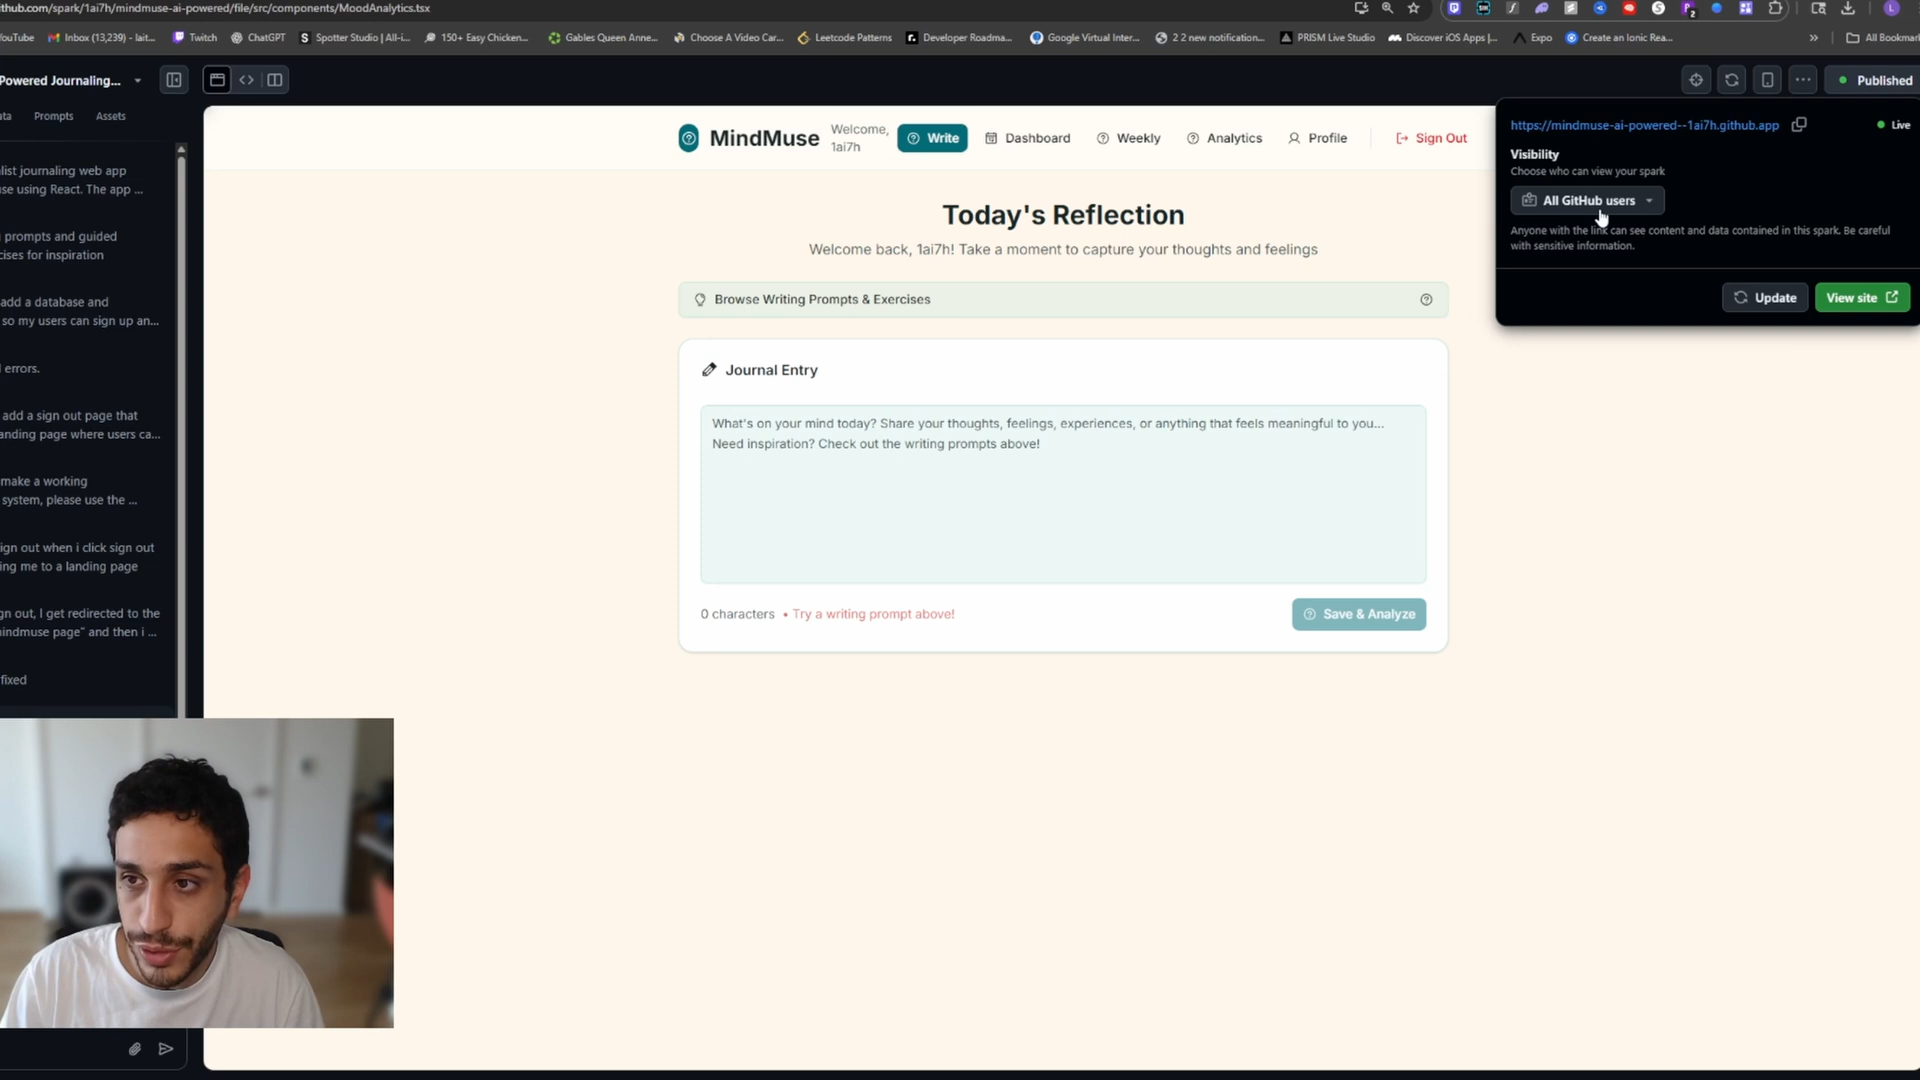 github.com/spark/1ai7h/mindmuse-ai-powered/file/src/components/MoodAnalytics.tsx
YouTube
Inbox (13,239) - lait...
Twitch
ChatGPT
Spotter Studio | All-i...
150+ Easy Chicken...
Gables Queen Anne...
Choose A Video Car...
Leetcode Patterns
Developer Roadma...
Google Virtual Inter...
2 2 new notification...
PRISM Live Studio
Discover iOS Apps |...
Expo
Create an Ionic Rea...
»
All Bookmar
Powered Journaling...
Published
ta
Prompts
Assets
list journaling web app
use using React. The app ...
prompts and guided
cises for inspiration
add a database and
so my users can sign up an...
errors.
add a sign out page that
anding page where users ca...
make a working
system, please use the ...
ign out when i click sign out
ing me to a landing page
gn out, I get redirected to the
mindmuse page" and then i ...
fixed
MindMuse
Welcome,
1ai7h
Write
Dashboard
Weekly
Analytics
Profile
Sign Out
Today's Reflection
Welcome back, 1ai7h! Take a moment to capture your thoughts and feelings
Browse Writing Prompts & Exercises
Journal Entry
What's on your mind today? Share your thoughts, feelings, experiences, or anything that feels meaningful to you...
Need inspiration? Check out the writing prompts above!
0 characters • Try a writing prompt above!
Save & Analyze
https://mindmuse-ai-powered--1ai7h.github.app
Live
Visibility
Choose who can view your spark
All GitHub users
Anyone with the link can see content and data contained in this spark. Be careful
with sensitive information.
Update
View site